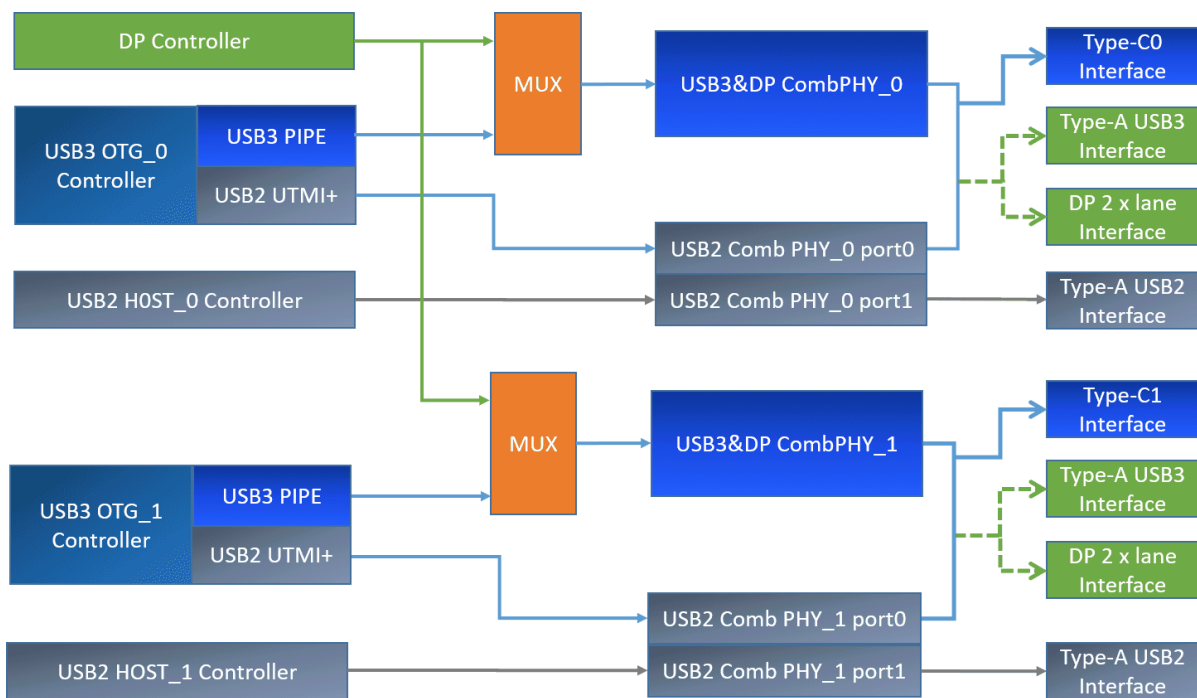 DP Controller
MUX
USB3&DP CombPHY_0
Type-C0
Interface
USB3 OTG_0
Controller
USB3 PIPE
USB2 UTMI+
Type-A USB3
Interface
DP 2 x lane
Interface
USB2 Comb PHY_0 port0
USB2 H0ST_0 Controller
USB2 Comb PHY_0 port1
Type-A USB2
Interface
MUX
USB3&DP CombPHY_1
Type-C1
Interface
USB3 OTG_1
Controller
USB3 PIPE
USB2 UTMI+
Type-A USB3
Interface
DP 2 x lane
Interface
USB2 Comb PHY_1 port0
USB2 HOST_1 Controller
USB2 Comb PHY_1 port1
Type-A USB2
Interface